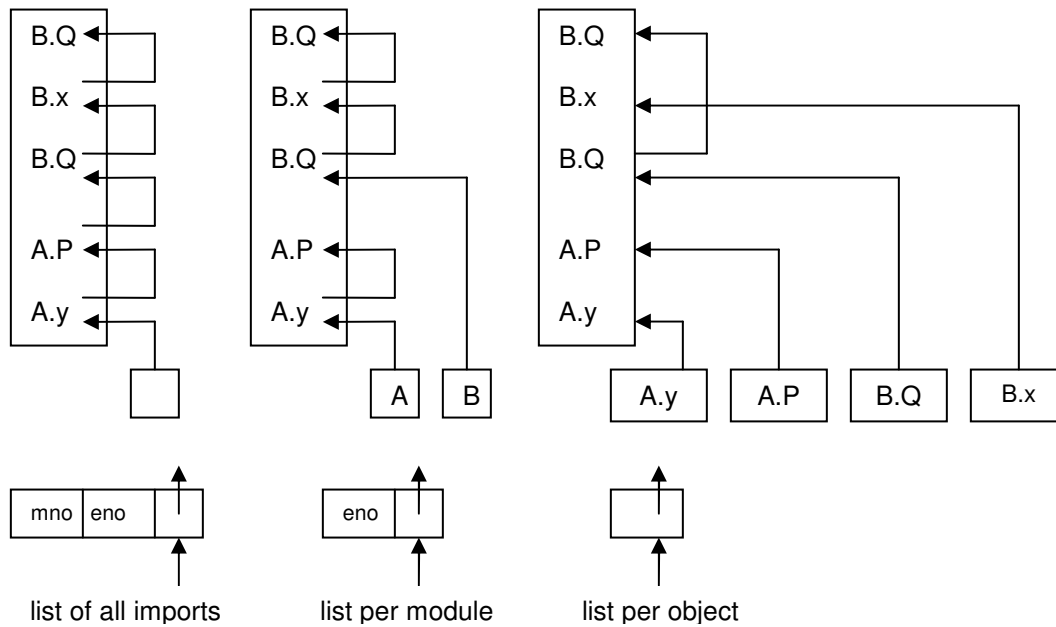 B.Q
B.x
B.Q
A.P
A.y
B.Q
B.x
B.Q
A.P
A.y
A
B
B.Q
B.x
B.Q
A.P
A.y
A.y
A.P
B.Q
B.x
mno eno
eno
list of all imports
list per module
list per object